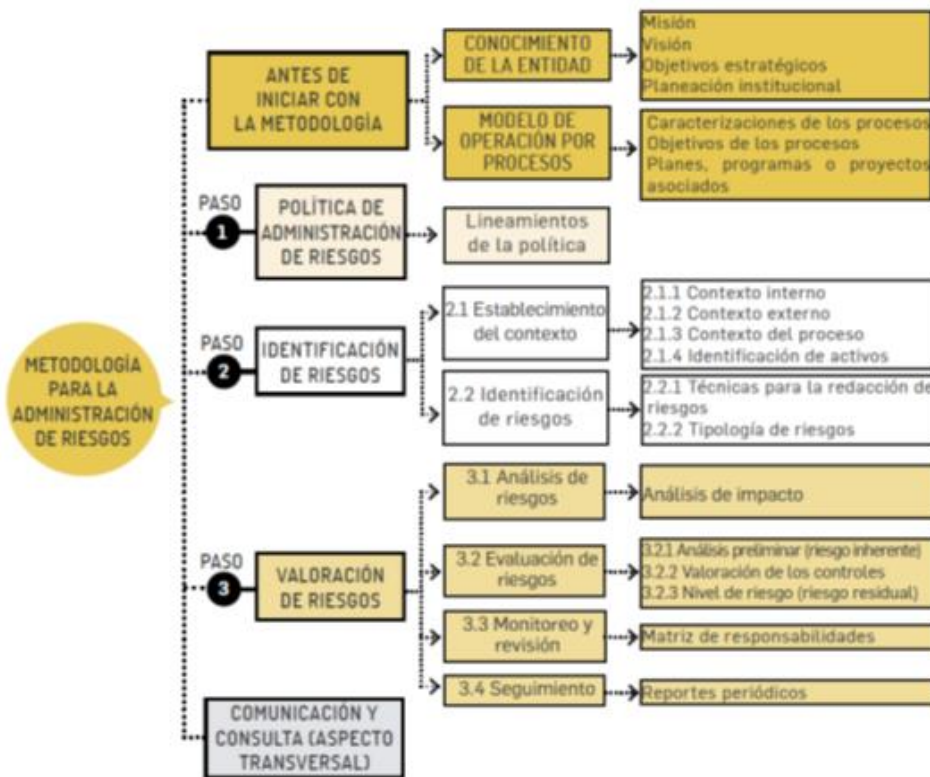 METODOLOGÍA
PARA LA
ADMINISTRACIÓN
DE RIESGOS
ANTES DE
INICIAR CON
LA METODOLOGÍA
CONOCIMIENTO
DE LA ENTIDAD
Misión
Visión
Objetivos estratégicos
Planeación institucional
MODELO DE
OPERACIÓN POR
PROCESOS
Caracterizaciones de los procesos
Objetivos de los procesos
Planes, programas o proyectos
asociados
PASO
1
POLÍTICA DE
ADMINISTRACIÓN
DE RIESGOS
Lineamientos
de la política
PASO
2
IDENTIFICACIÓN
DE RIESGOS
2.1 Establecimiento
del contexto
2.1.1 Contexto interno
2.1.2 Contexto externo
2.1.3 Contexto del proceso
2.1.4 Identificación de activos
2.2 Identificación
de riesgos
2.2.1 Técnicas para la redacción de
riesgos
2.2.2 Tipología de riesgos
PASO
3
VALORACIÓN
DE RIESGOS
3.1 Análisis de
riesgos
Análisis de impacto
3.2 Evaluación de
riesgos
3.2.1 Análisis preliminar (riesgo inherente)
3.2.2 Valoración de los controles
3.2.3 Nivel de riesgo (riesgo residual)
3.3 Monitoreo y
revisión
Matriz de responsabilidades
3.4 Seguimiento
Reportes periódicos
COMUNICACIÓN Y
CONSULTA (ASPECTO
TRANSVERSAL)